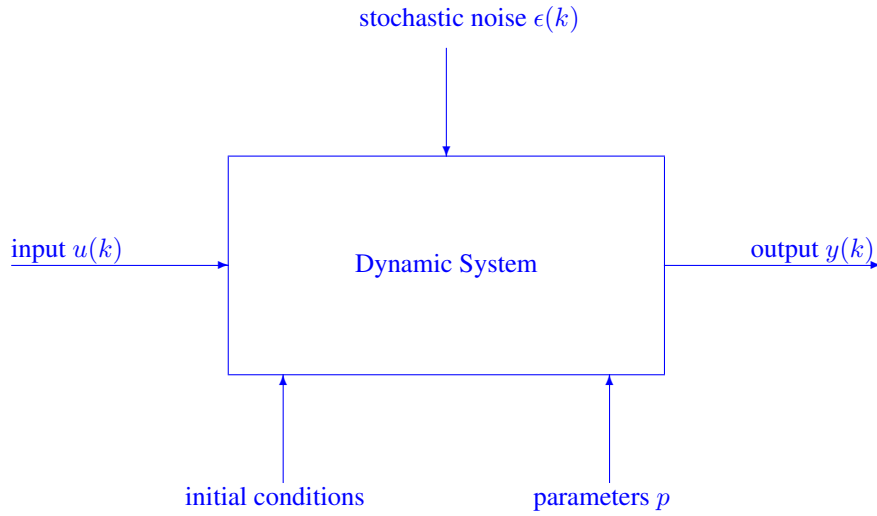 stochastic noise ϵ(k)
input u(k)
Dynamic System
output y(k)
initial conditions
parameters p